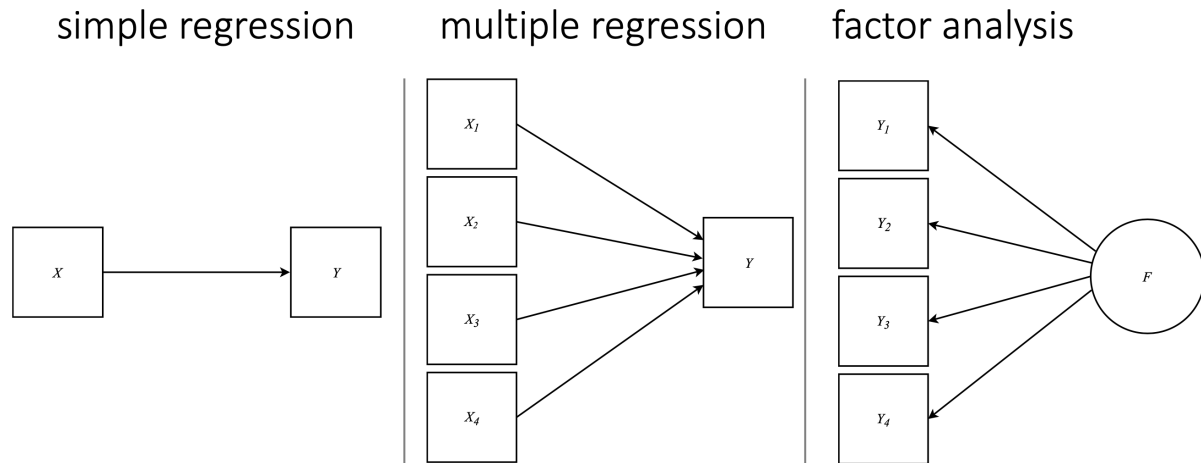 simple regression
X
Y
multiple regression
X1
X2
X3
X4
Y
factor analysis
Y1
Y2
Y3
Y4
F